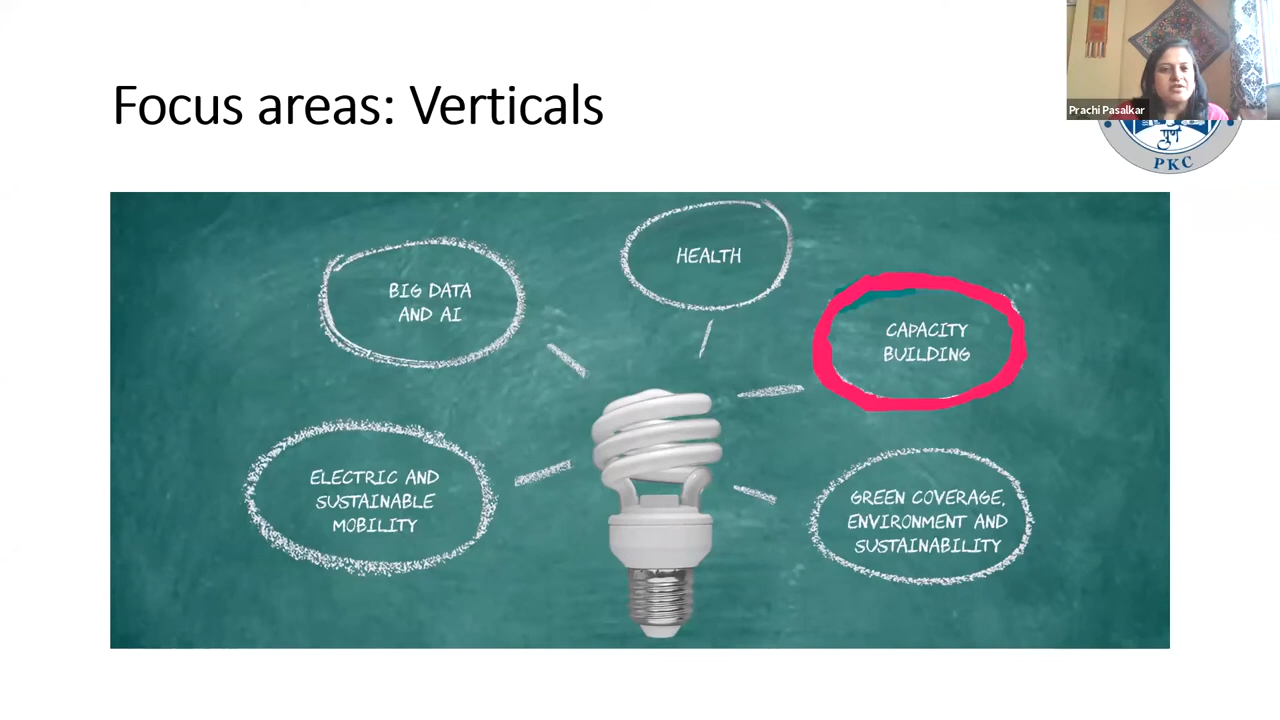 Focus areas: Verticals
Prachi Pasalkar
पुणे
PKC
HEALTH
BIG DATA
AND AI
CAPACITY
BUILDING
ELECTRIC AND
SUSTAINABLE
MOBILITY
GREEN COVERAGE,
ENVIRONMENT AND
SUSTAINABILITY